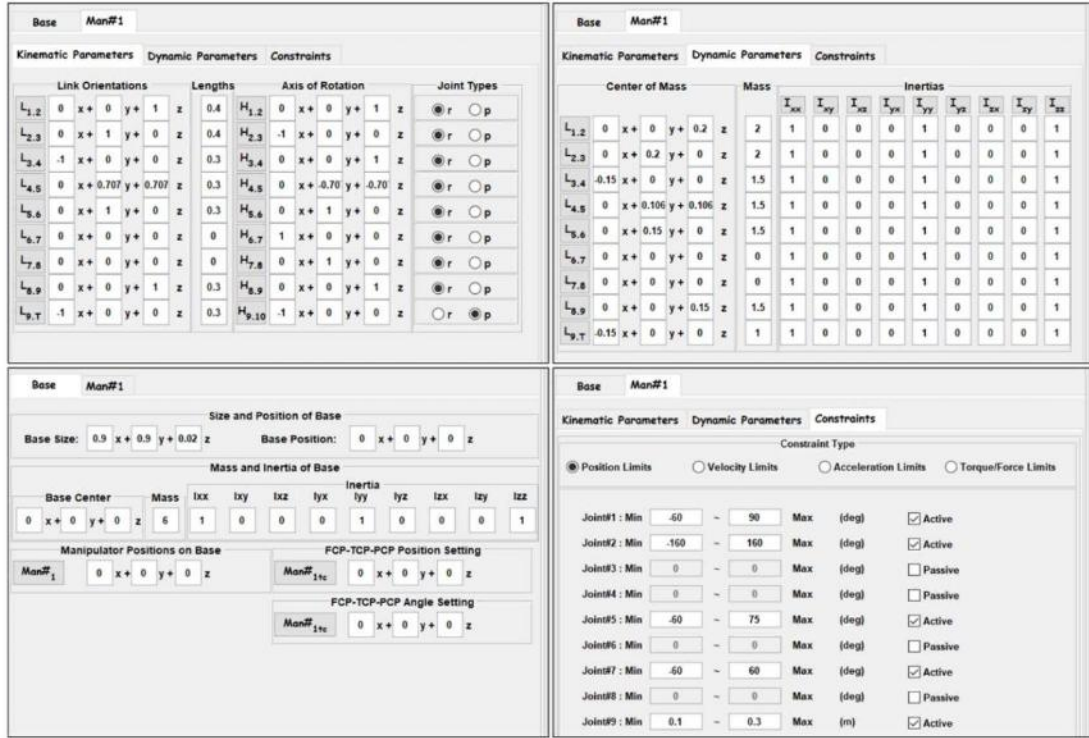 Base Man#1
Kinematic Parameters Dynamic Parameters Constraints
Link Orientations Lengths Axis of Rotation Joint Types
L1.2 0 x + 0 y + 1 z 0.4 H1.2 0 x + 0 y + 1 z r p
L2.3 0 x + 1 y + 0 z 0.4 H2.3 -1 x + 0 y + 0 z r p
L3.4 -1 x + 0 y + 0 z 0.3 H3.4 0 x + 0 y + 1 z r p
L4.5 0 x + 0.707 y + 0.707 z 0.3 H4.5 0 x + -0.70 y + -0.70 z r p
L5.6 0 x + 1 y + 0 z 0.3 H5.6 0 x + 1 y + 0 z r p
L6.7 0 x + 0 y + 0 z 0 H6.7 1 x + 0 y + 0 z r p
L7.8 0 x + 0 y + 0 z 0 H7.8 0 x + 1 y + 0 z r p
L8.9 0 x + 0 y + 1 z 0.3 H8.9 0 x + 0 y + 1 z r p
L9.T -1 x + 0 y + 0 z 0.3 H9.10 -1 x + 0 y + 0 z r p
Base Man#1
Kinematic Parameters Dynamic Parameters Constraints
Center of Mass Mass Inertias
Ixx Ixy Ixz Iyx Iyy Iyz Izx Izy Izz
L1.2 0 x + 0 y + 0.2 z 2 1 0 0 0 1 0 0 0 1
L2.3 0 x + 0.2 y + 0 z 2 1 0 0 0 1 0 0 0 1
L3.4 -0.15 x + 0 y + 0 z 1.5 1 0 0 0 1 0 0 0 1
L4.5 0 x + 0.106 y + 0.106 z 1.5 1 0 0 0 1 0 0 0 1
L5.6 0 x + 0.15 y + 0 z 1.5 1 0 0 0 1 0 0 0 1
L6.7 0 x + 0 y + 0 z 0 1 0 0 0 1 0 0 0 1
L7.8 0 x + 0 y + 0 z 0 1 0 0 0 1 0 0 0 1
L8.9 0 x + 0 y + 0.15 z 1.5 1 0 0 0 1 0 0 0 1
L9.T -0.15 x + 0 y + 0 z 1 1 0 0 0 1 0 0 0 1
Base Man#1
Size and Position of Base
Base Size: 0.9 x + 0.9 y + 0.02 z Base Position: 0 x + 0 y + 0 z
Mass and Inertia of Base
Inertia
Base Center Mass Ixx Ixy Ixz Iyx Iyy Iyz Izx Izy Izz
0 x + 0 y + 0 z 6 1 0 0 0 1 0 0 0 1
Manipulator Positions on Base FCP-TCP-PCP Position Setting
Man#1 0 x + 0 y + 0 z Man#1tc 0 x + 0 y + 0 z
FCP-TCP-PCP Angle Setting
Man#1tc 0 x + 0 y + 0 z
Base Man#1
Kinematic Parameters Dynamic Parameters Constraints
Constraint Type
Position Limits Velocity Limits Acceleration Limits Torque/Force Limits
Joint#1 : Min -60 ~ 90 Max (deg) Active
Joint#2 : Min -160 ~ 160 Max (deg) Active
Joint#3 : Min 0 ~ 0 Max (deg) Passive
Joint#4 : Min 0 ~ 0 Max (deg) Passive
Joint#5 : Min -60 ~ 75 Max (deg) Active
Joint#6 : Min 0 ~ 0 Max (deg) Passive
Joint#7 : Min -60 ~ 60 Max (deg) Active
Joint#8 : Min 0 ~ 0 Max (deg) Passive
Joint#9 : Min 0.1 ~ 0.3 Max (m) Active